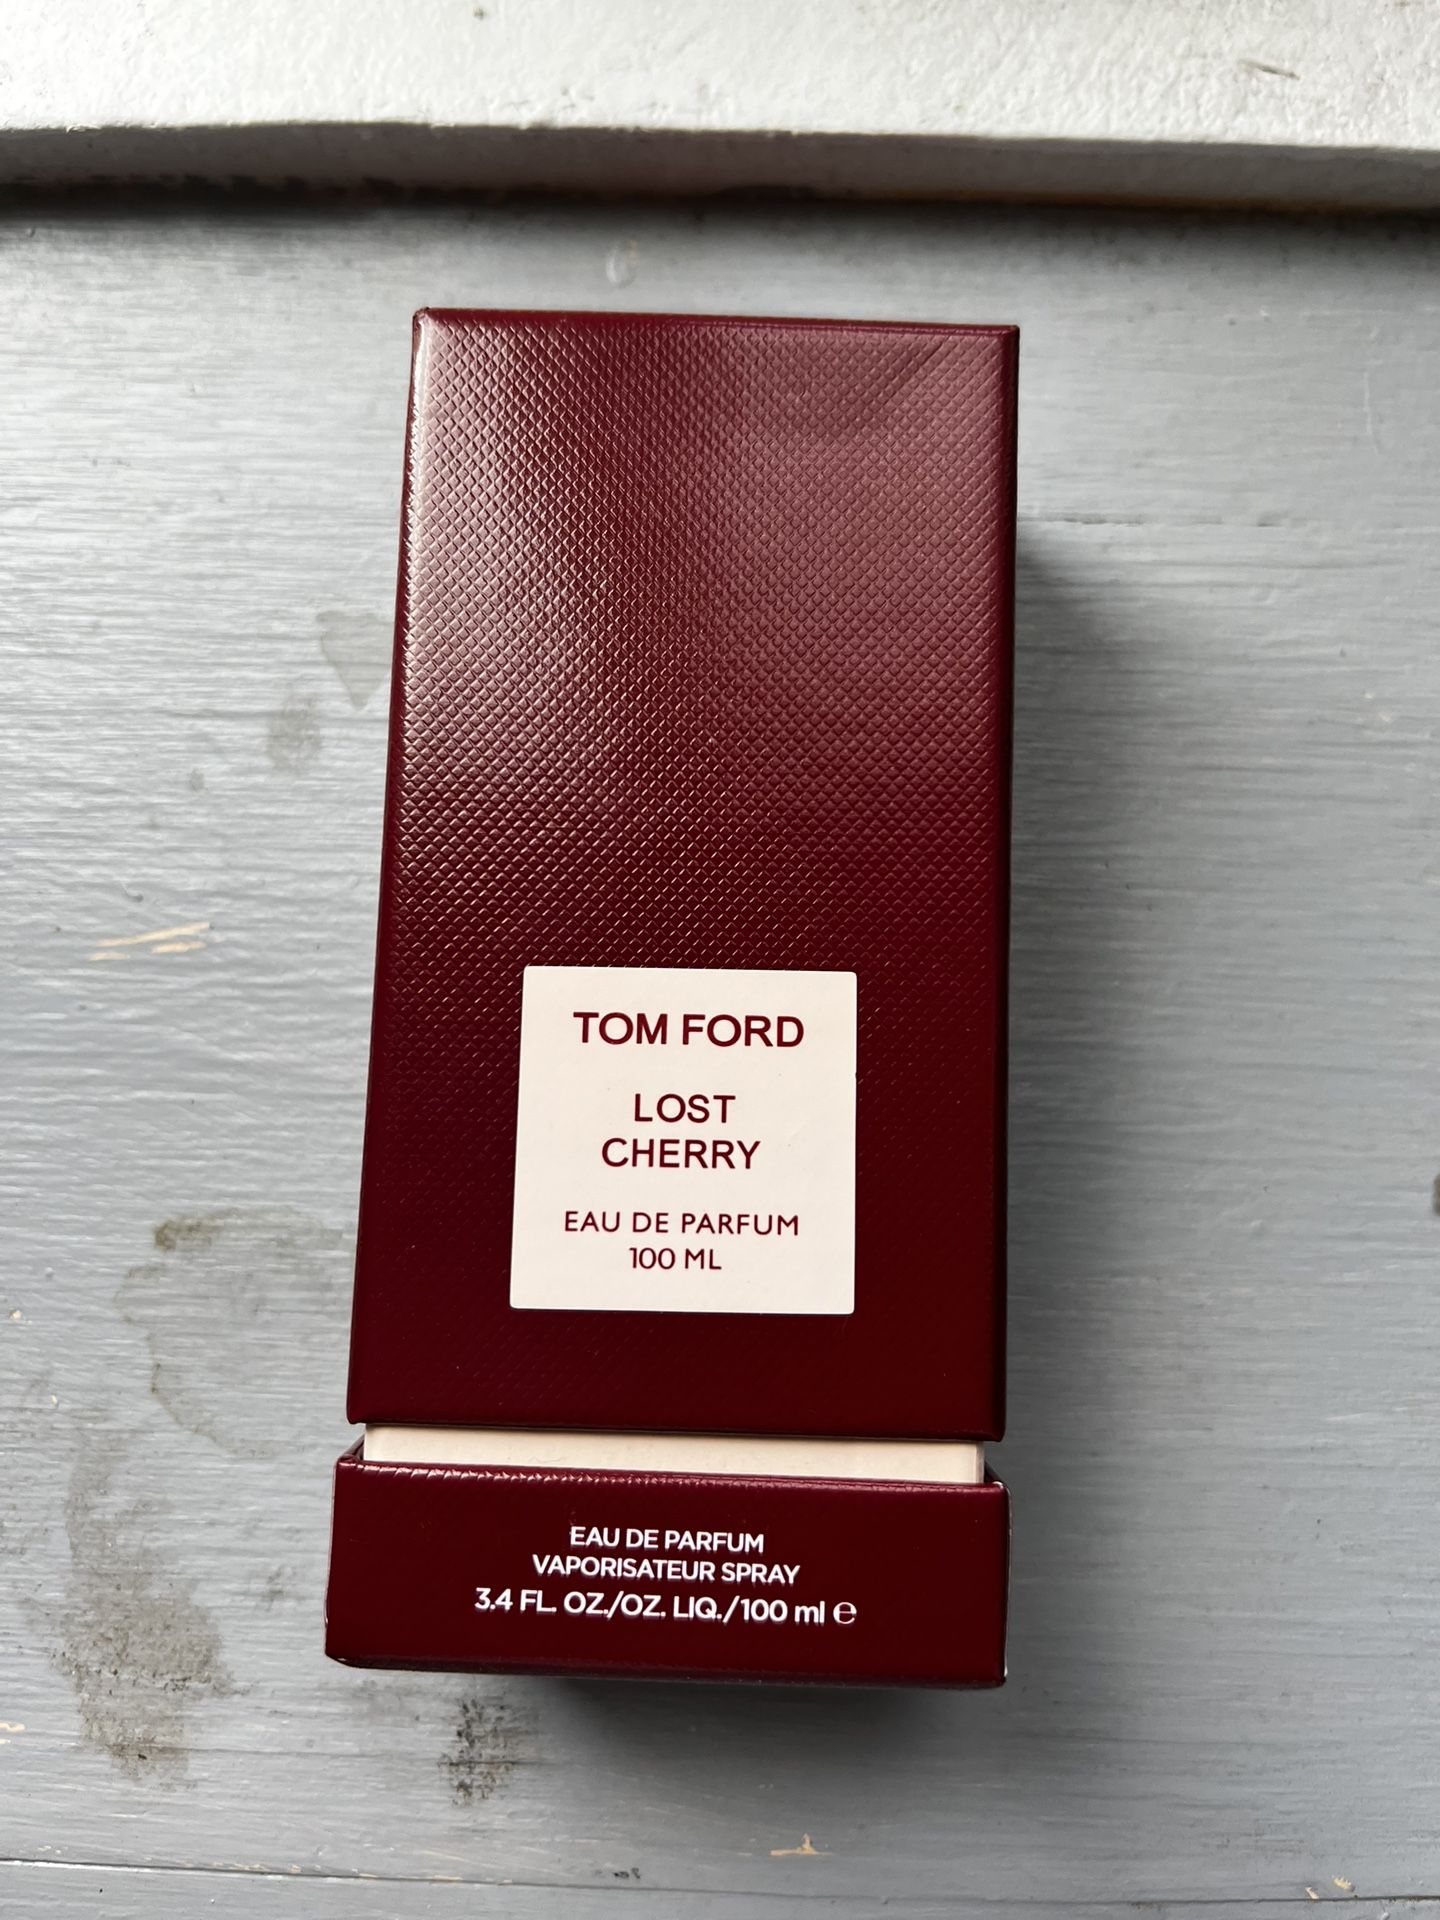 TOM FORD
LOST
CHERRY
EAU DE PARFUM
100 ML
EAU DE PARFUM
VAPORISATEUR SPRAY
3.4 FL. OZ./OZ. LIQ./100 ml ℮